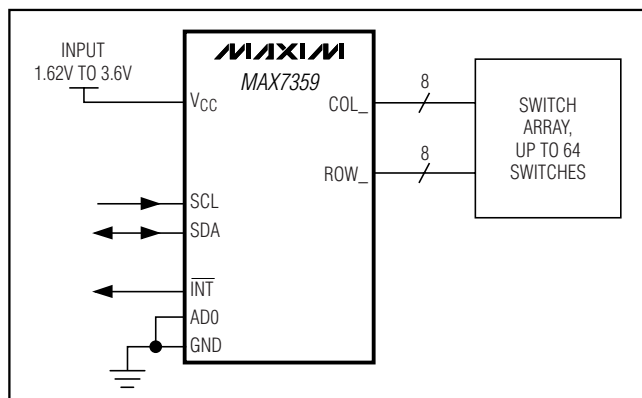 INPUT
1.62V TO 3.6V
MAXIM
MAX7359
VCC
COL_
8
SWITCH
ARRAY,
UP TO 64
SWITCHES
ROW_
8
SCL
SDA
INT
AD0
GND